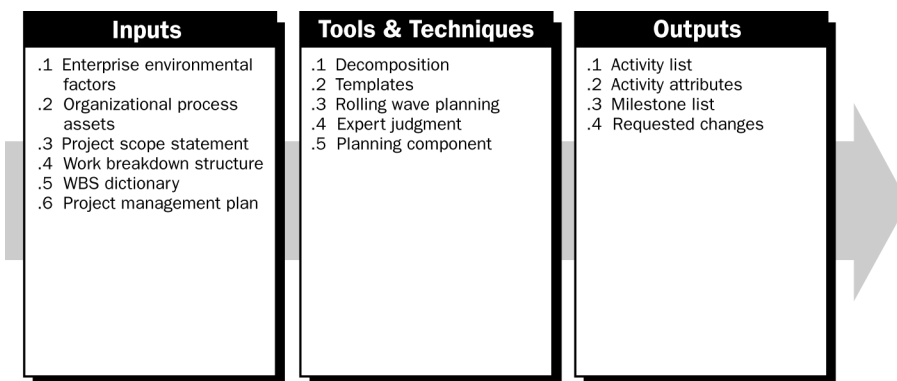 Inputs
.1 Enterprise environmental
factors
.2 Organizational process
assets
.3 Project scope statement
.4 Work breakdown structure
.5 WBS dictionary
.6 Project management plan
Tools & Techniques
.1 Decomposition
.2 Templates
.3 Rolling wave planning
.4 Expert judgment
.5 Planning component
Outputs
.1 Activity list
.2 Activity attributes
.3 Milestone list
.4 Requested changes